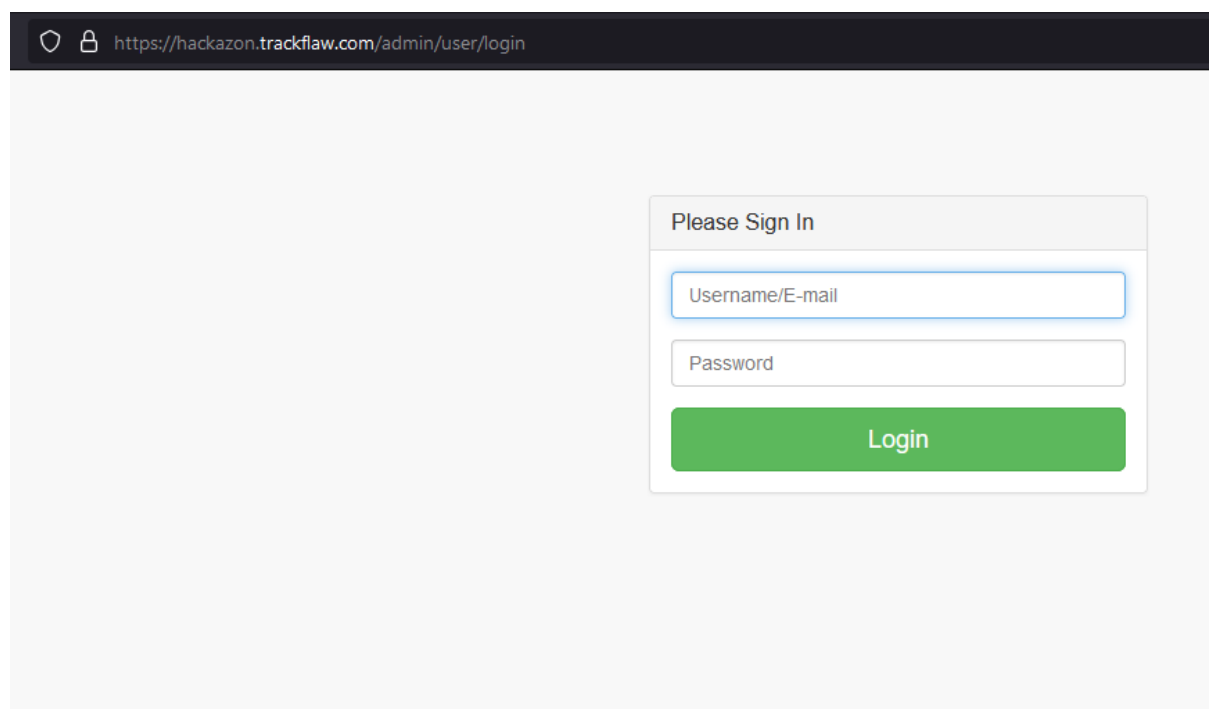 https://hackazon.trackflaw.com/admin/user/login
Please Sign In
Username/E-mail
Password
Login